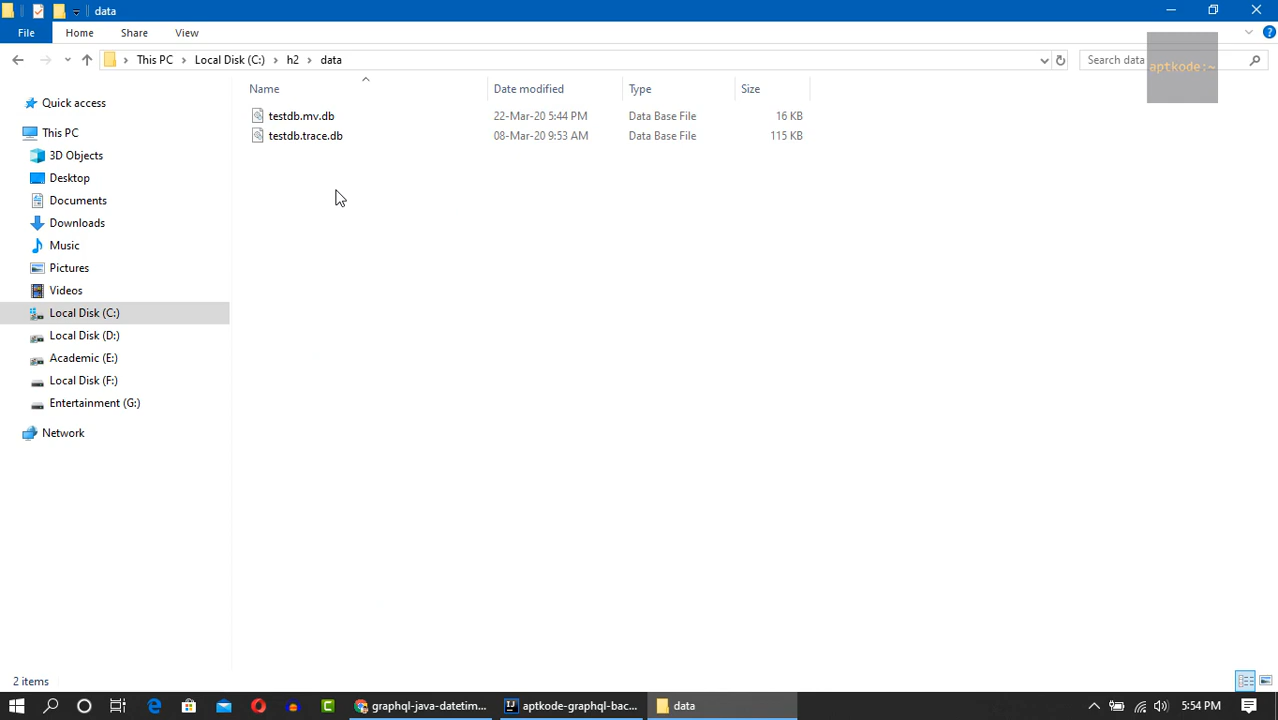 data
File Home Share View
This PC Local Disk (C:) h2 data
Search data
aptkode:~
Name Date modified Type Size
testdb.mv.db 22-Mar-20 5:44 PM Data Base File 16 KB
testdb.trace.db 08-Mar-20 9:53 AM Data Base File 115 KB
Quick access
This PC
3D Objects
Desktop
Documents
Downloads
Music
Pictures
Videos
Local Disk (C:)
Local Disk (D:)
Academic (E:)
Local Disk (F:)
Entertainment (G:)
Network
2 items
graphql-java-datetim... aptkode-graphql-bac... data 5:54 PM